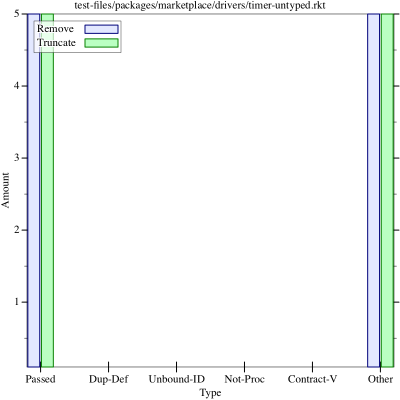 test-files/packages/marketplace/drivers/timer-untyped.rkt
Remove
Truncate
5
4
3
2
1
Amount
Passed Dup-Def Unbound-ID Not-Proc Contract-V Other
Type